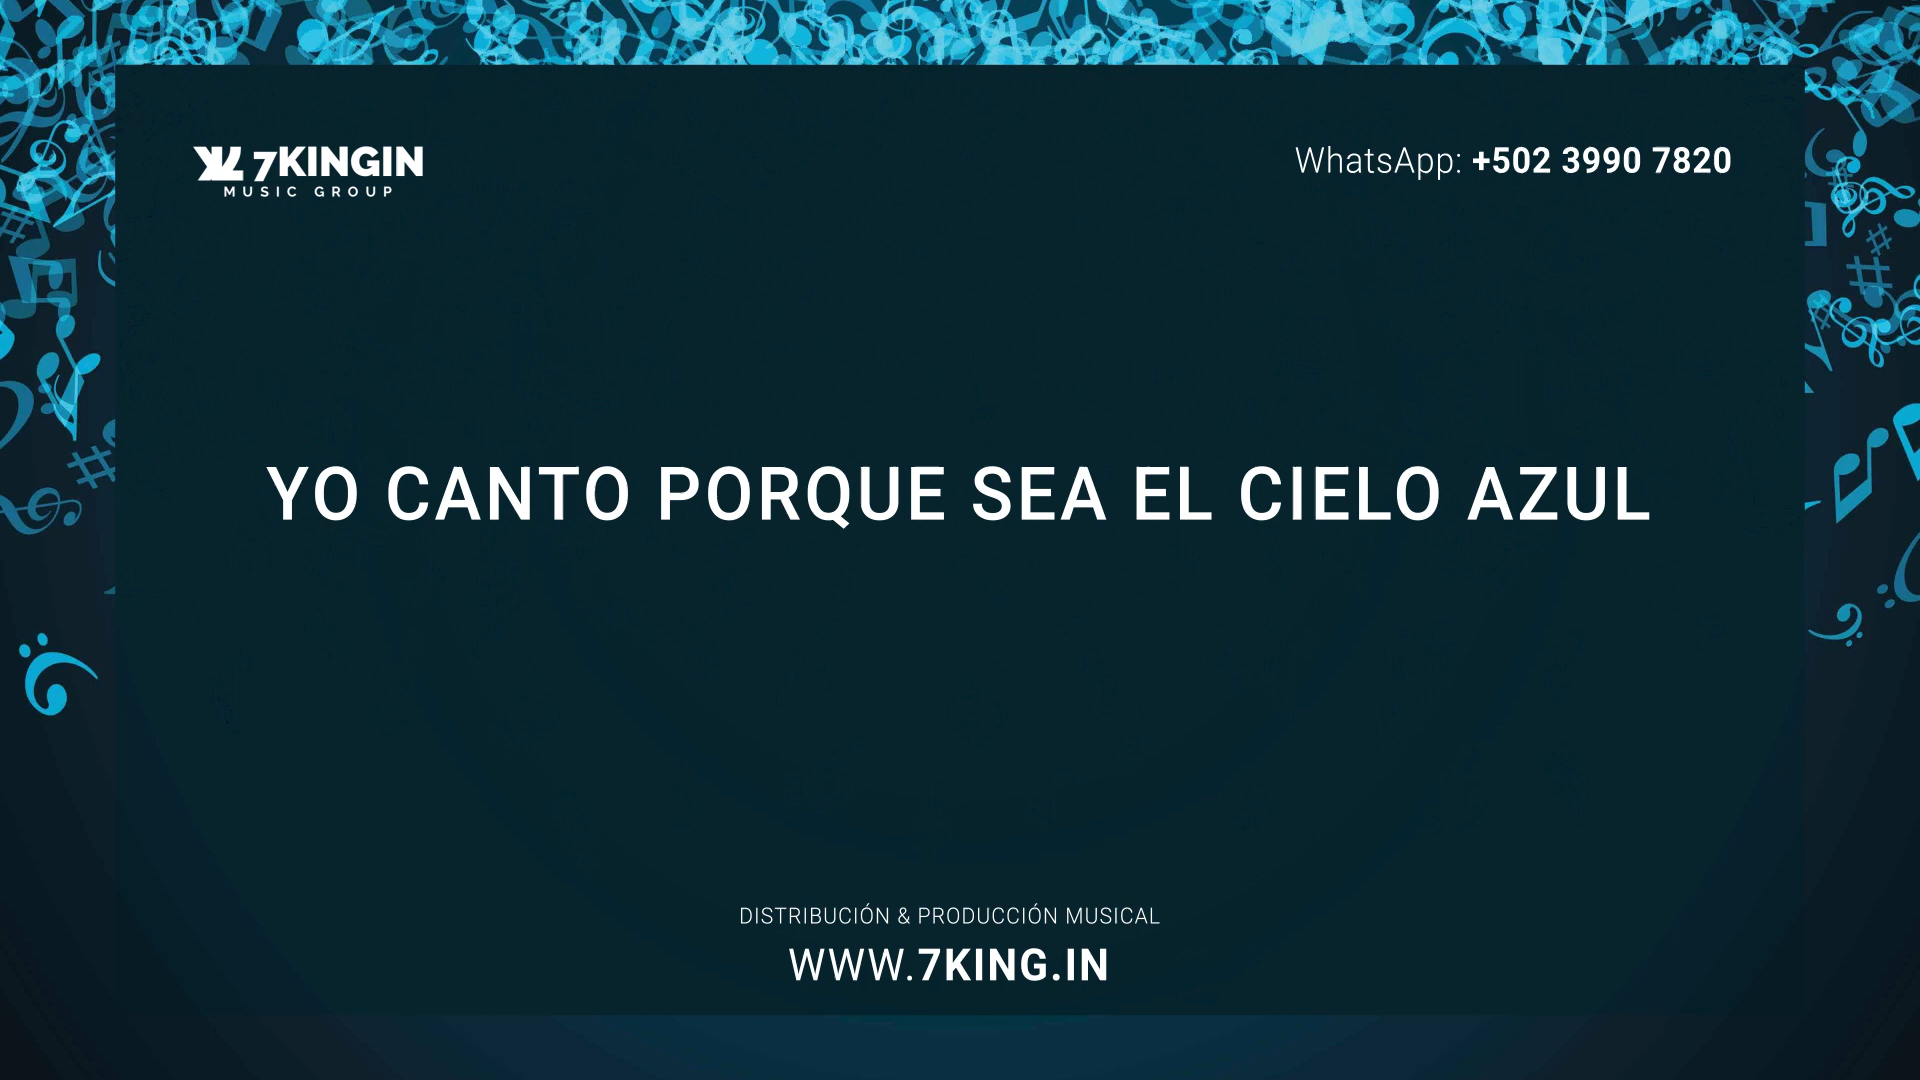 7KINGIN
MUSIC GROUP
WhatsApp: +502 3990 7820
YO CANTO PORQUE SEA EL CIELO AZUL
DISTRIBUCIÓN & PRODUCCIÓN MUSICAL
WWW.7KING.IN